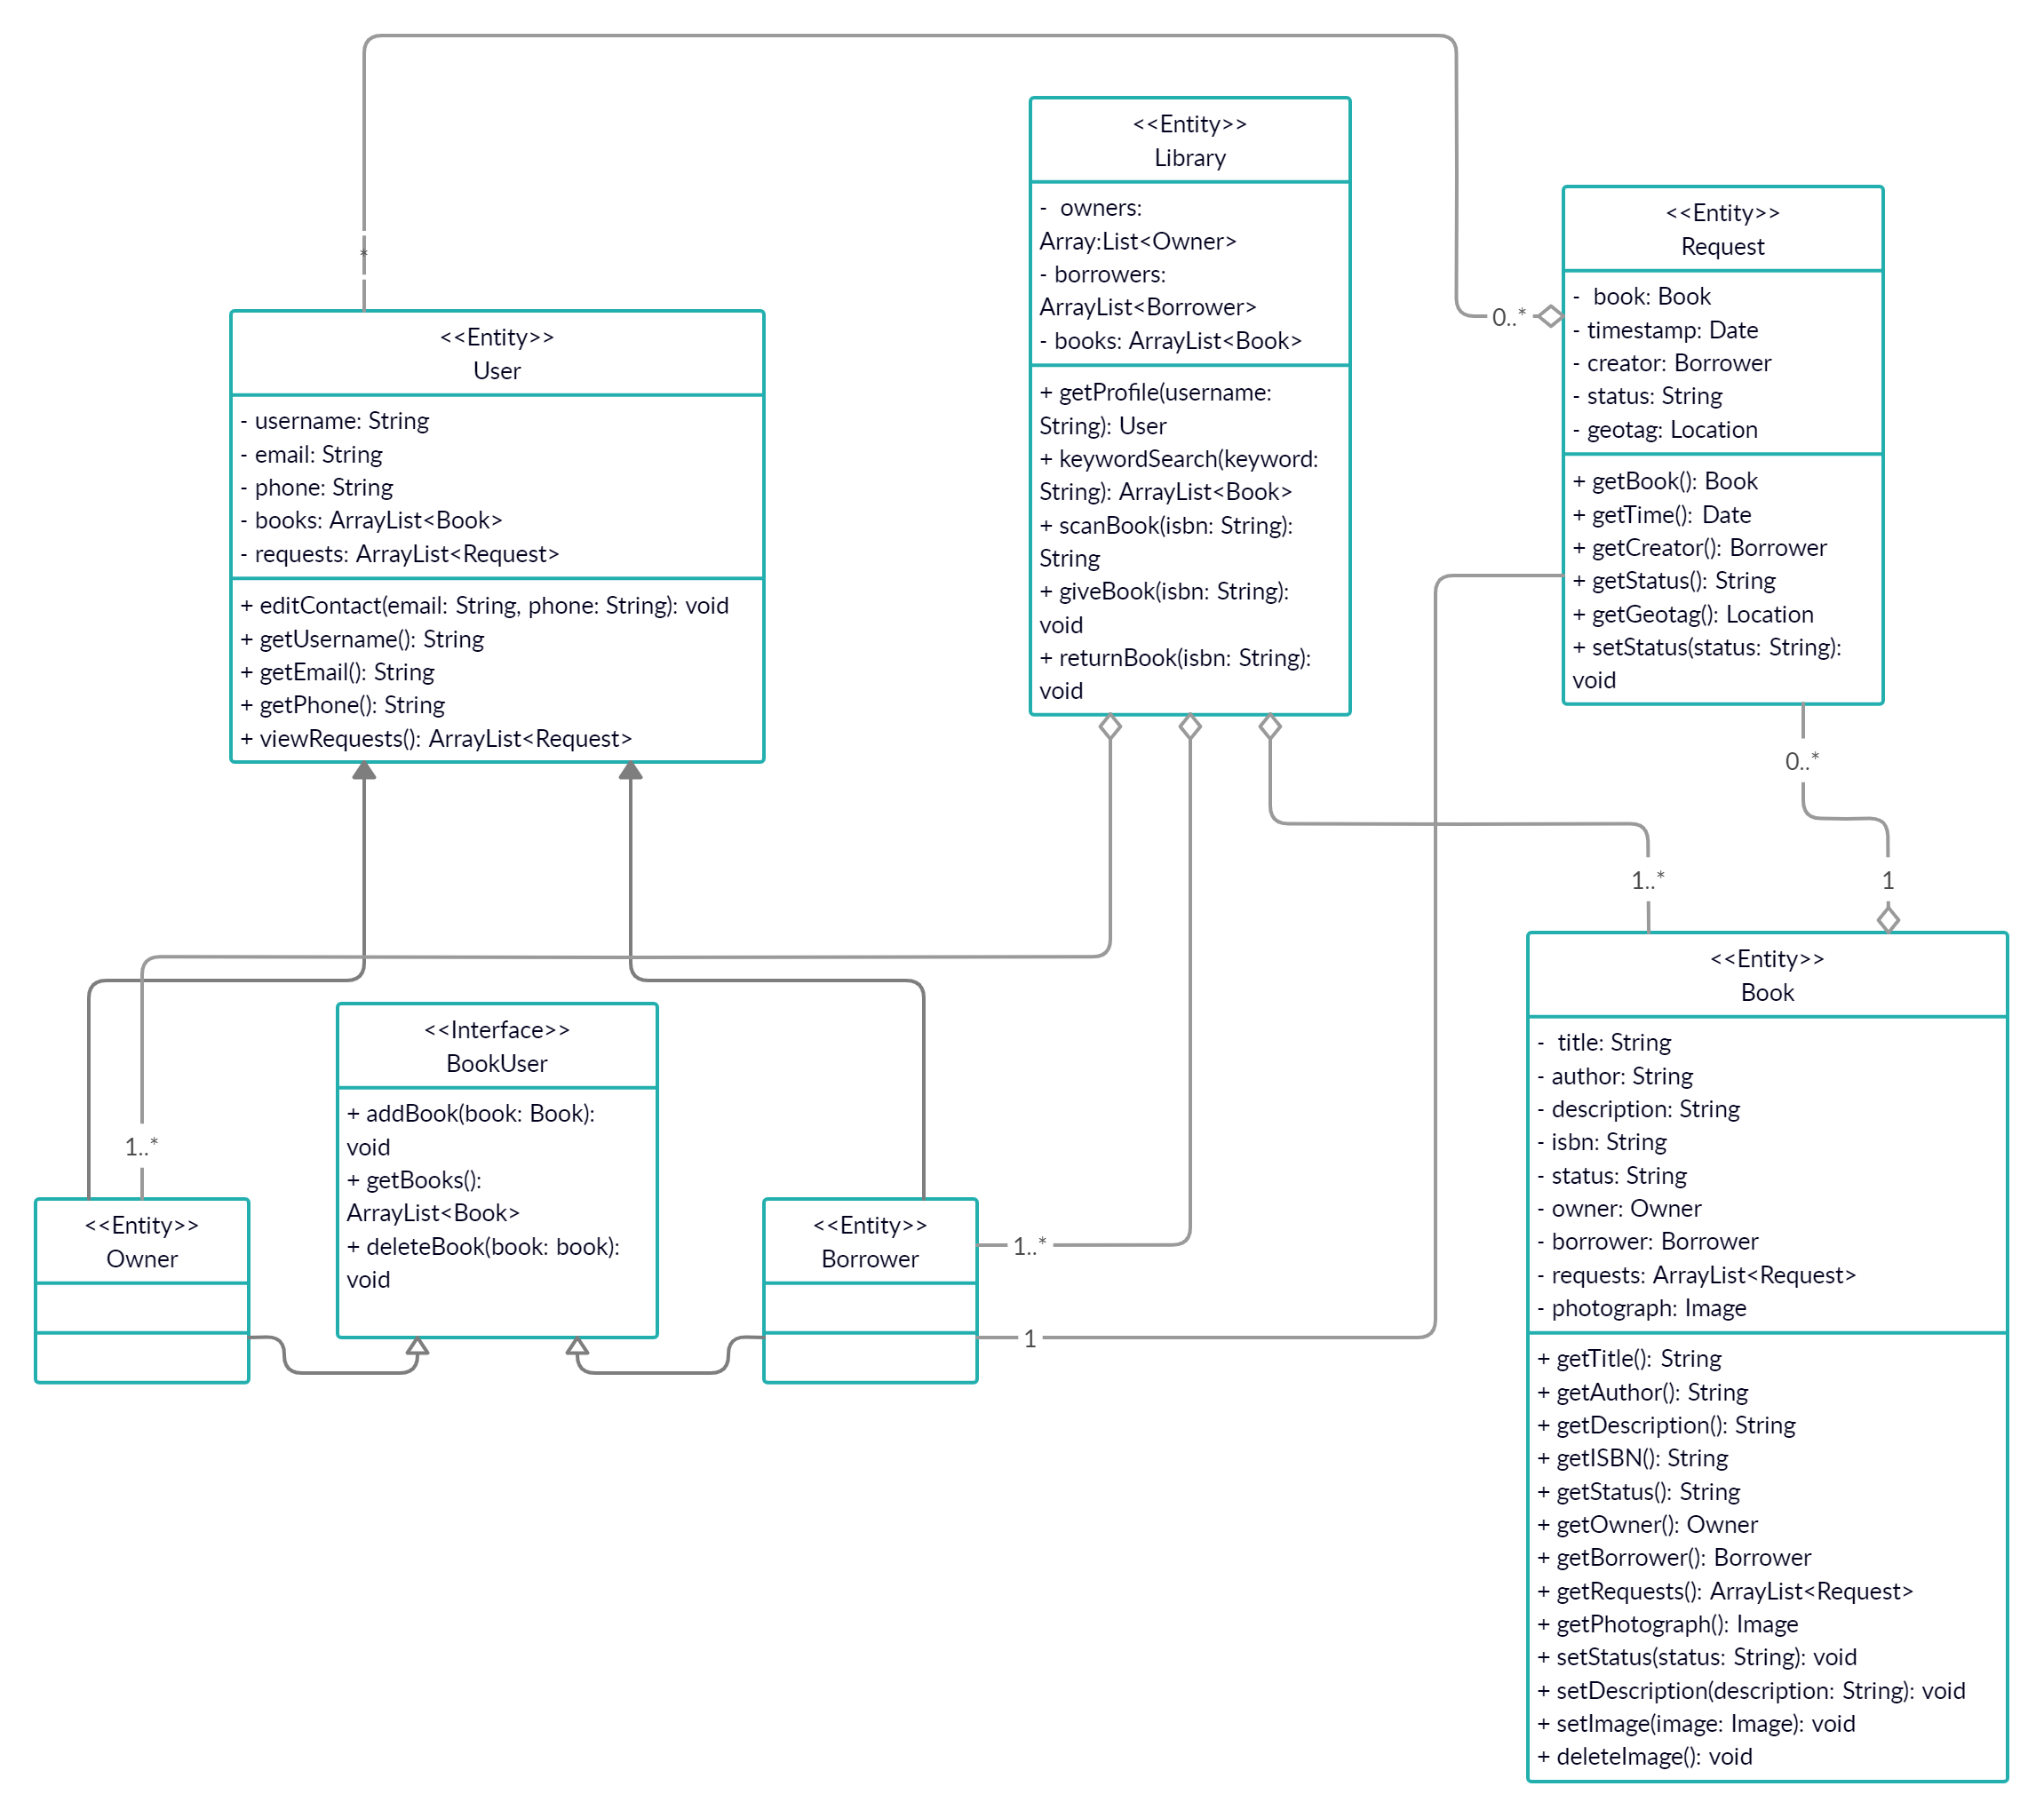 <<Entity>>
Library
-  owners:
Array:List<Owner>
- borrowers:
ArrayList<Borrower>
- books: ArrayList<Book>
+ getProfile(username:
String): User
+ keywordSearch(keyword:
String): ArrayList<Book>
+ scanBook(isbn: String):
String
+ giveBook(isbn: String):
void
+ returnBook(isbn: String):
void
<<Entity>>
Request
-  book: Book
- timestamp: Date
- creator: Borrower
- status: String
- geotag: Location
+ getBook(): Book
+ getTime(): Date
+ getCreator(): Borrower
+ getStatus(): String
+ getGeotag(): Location
+ setStatus(status: String):
void
*
0..*
<<Entity>>
User
- username: String
- email: String
- phone: String
- books: ArrayList<Book>
- requests: ArrayList<Request>
+ editContact(email: String, phone: String): void
+ getUsername(): String
+ getEmail(): String
+ getPhone(): String
+ viewRequests(): ArrayList<Request>
0..*
1..*
1
<<Interface>>
BookUser
+ addBook(book: Book):
void
+ getBooks():
ArrayList<Book>
+ deleteBook(book: book):
void
1..*
<<Entity>>
Owner
<<Entity>>
Borrower
1..*
1
<<Entity>>
Book
-  title: String
- author: String
- description: String
- isbn: String
- status: String
- owner: Owner
- borrower: Borrower
- requests: ArrayList<Request>
- photograph: Image
+ getTitle(): String
+ getAuthor(): String
+ getDescription(): String
+ getISBN(): String
+ getStatus(): String
+ getOwner(): Owner
+ getBorrower(): Borrower
+ getRequests(): ArrayList<Request>
+ getPhotograph(): Image
+ setStatus(status: String): void
+ setDescription(description: String): void
+ setImage(image: Image): void
+ deleteImage(): void